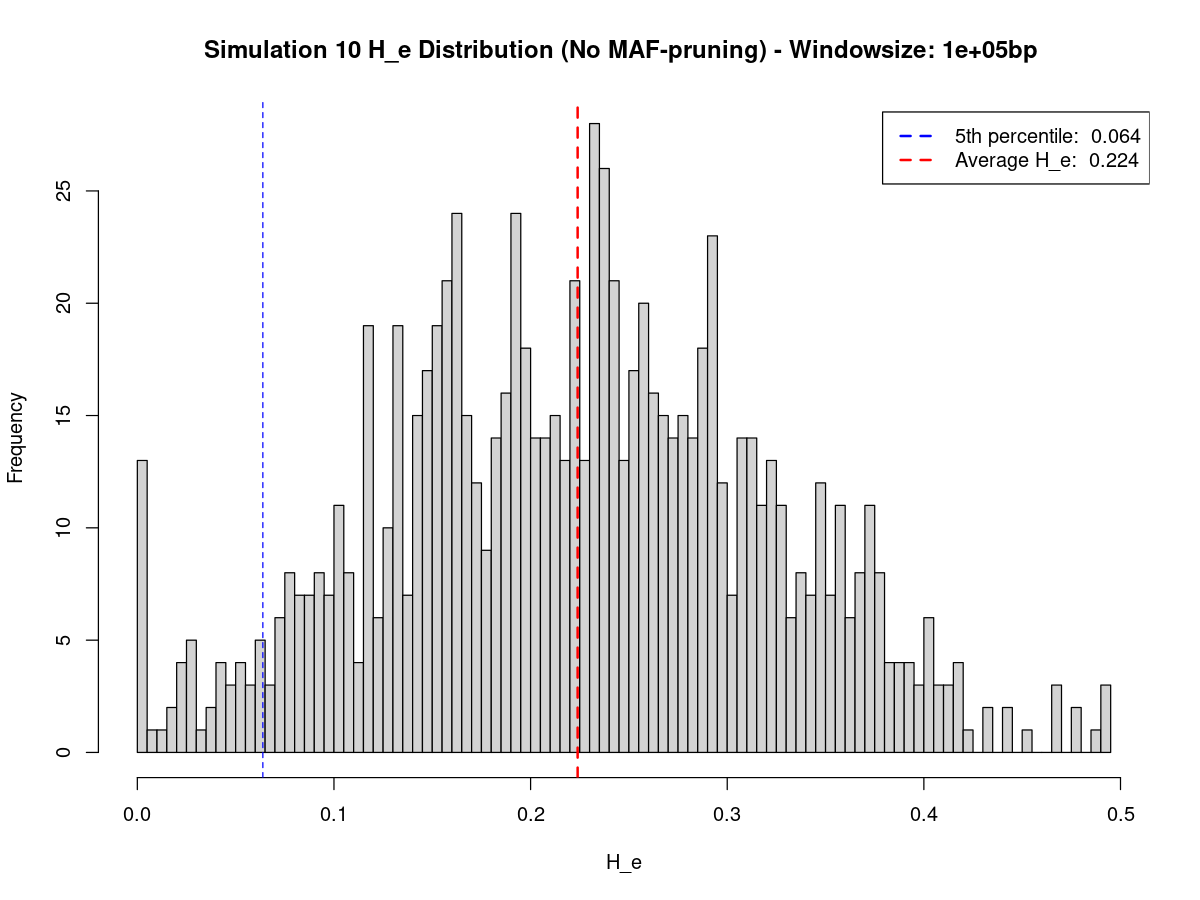 Simulation 10 H_e Distribution (No MAF-pruning) - Windowsize: 1e+05bp
5th percentile: 0.064
Average H_e: 0.224
Frequency
25
20
15
10
5
0
0.0 0.1 0.2 0.3 0.4 0.5
H_e